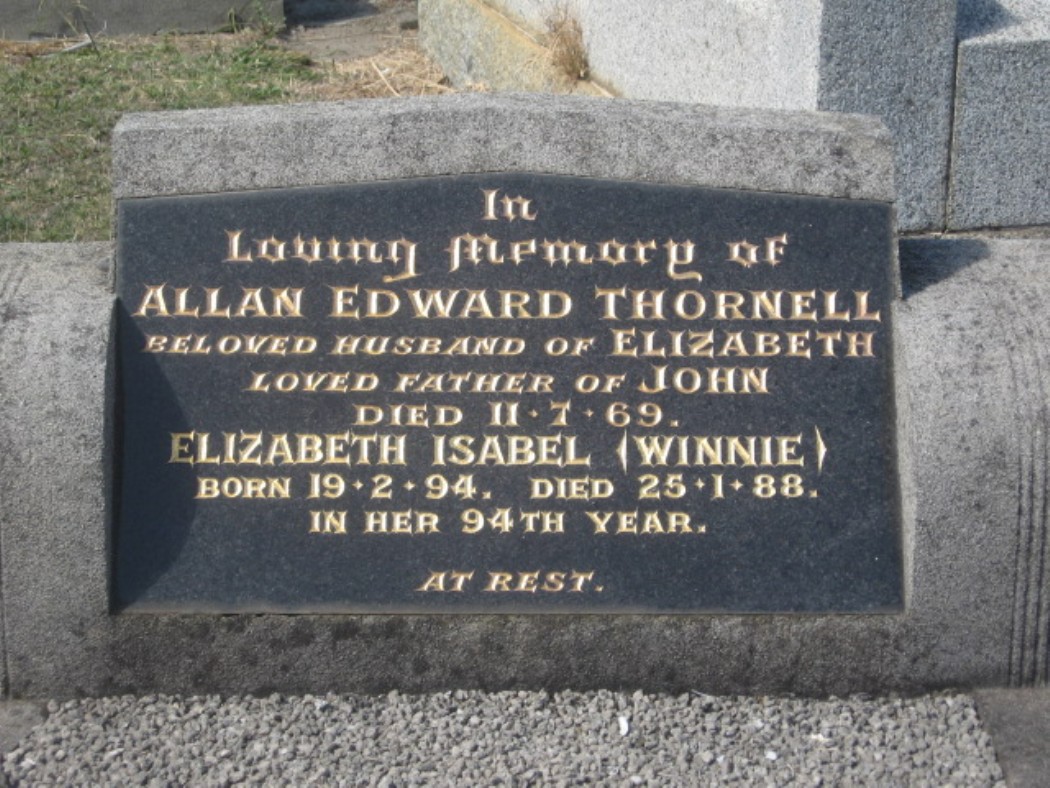 In
Loving Memory of
ALLAN EDWARD THORNELL
BELOVED HUSBAND OF ELIZABETH
LOVED FATHER OF JOHN
DIED 11·7·69.
ELIZABETH ISABEL (WINNIE)
BORN 19·2·94. DIED 25·1·88.
IN HER 94TH YEAR.
AT REST.